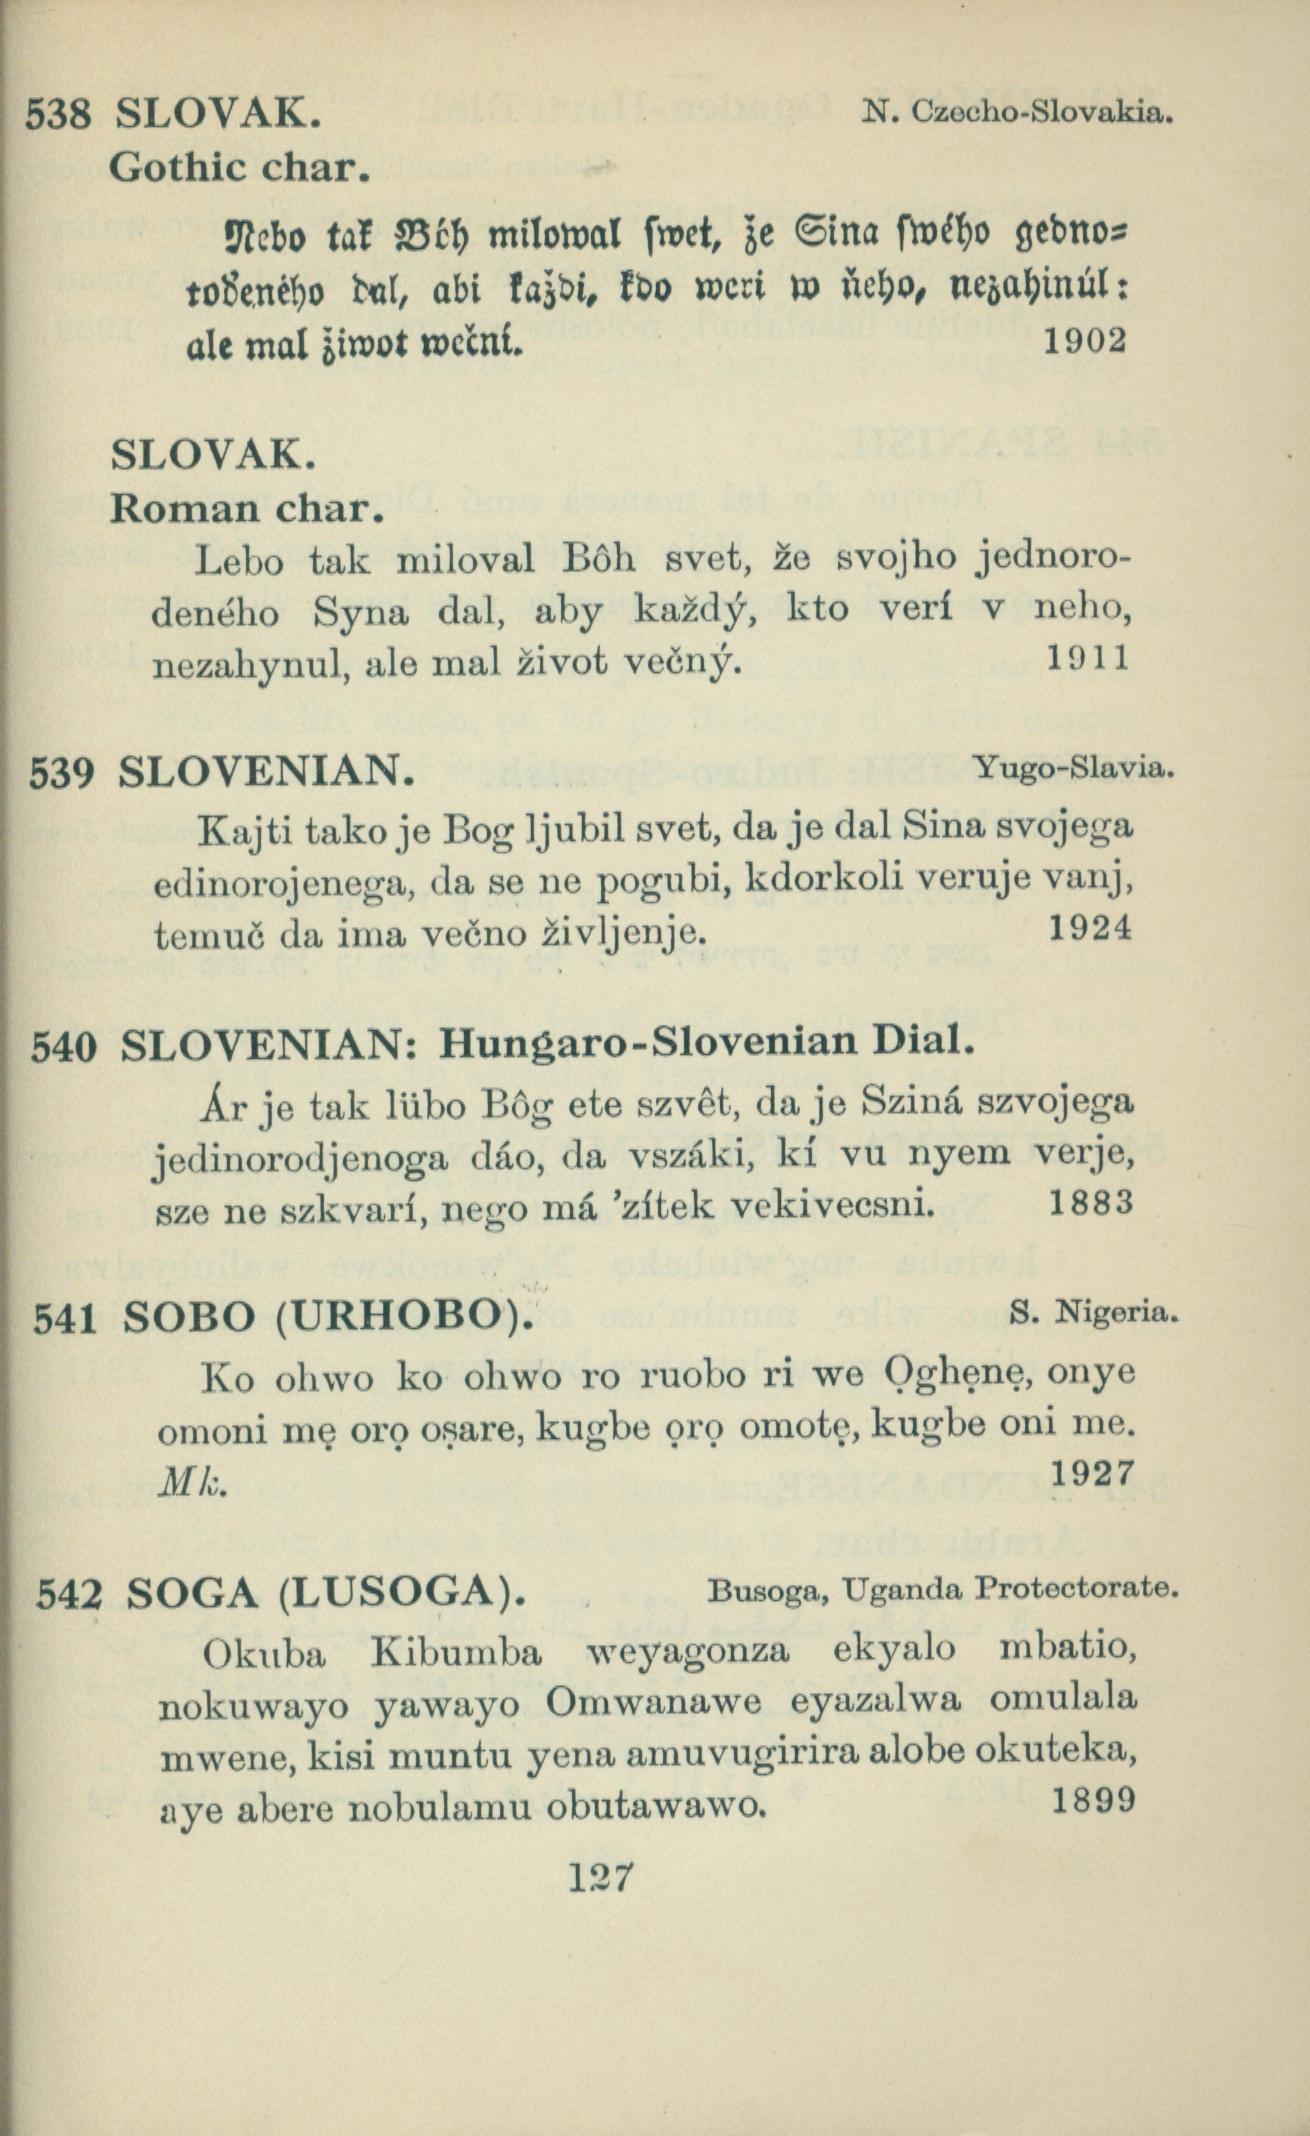 538 SLOVAK. N. Czecho-Slovakia.
Gothic char.
Nebo tak Bóh milowal ſwet, že Sina ſwého gedno=
roďeného dal, abi každi, kdo weri w ňeho, nezahinúl:
ale mal život weční. 1902
SLOVAK.
Roman char.
Lebo tak miloval Bôh svet, že svojho jednoro-
deného Syna dal, aby každý, kto verí v neho,
nezahynul, ale mal život večný. 1911
539 SLOVENIAN. Yugo-Slavia.
Kajti tako je Bog ljubil svet, da je dal Sina svojega
edinorojenega, da se ne pogubi, kdorkoli veruje vanj,
temuč da ima večno življenje. 1924
540 SLOVENIAN: Hungaro-Slovenian Dial.
Ár je tak lübo Bôg ete szvêt, da je Sziná szvojega
jedinorodjenoga dáo, da vszáki, kí vu nyem verje,
sze ne szkvarí, nego má ’zítek vekivecsni. 1883
541 SOBO (URHOBO). S. Nigeria.
Ko ohwo ko ohwo ro ruobo ri we Ọghẹnẹ, onye
omoni mẹ orọ oṣare, kugbe ọrọ omotẹ, kugbe oni me.
Mk. 1927
542 SOGA (LUSOGA). Busoga, Uganda Protectorate.
Okuba Kibumba weyagonza ekyalo mbatio,
nokuwayo yawayo Omwanawe eyazalwa omulala
mwene, kisi muntu yena amuvugirira alobe okuteka,
aye abere nobulamu obutawawo. 1899
127